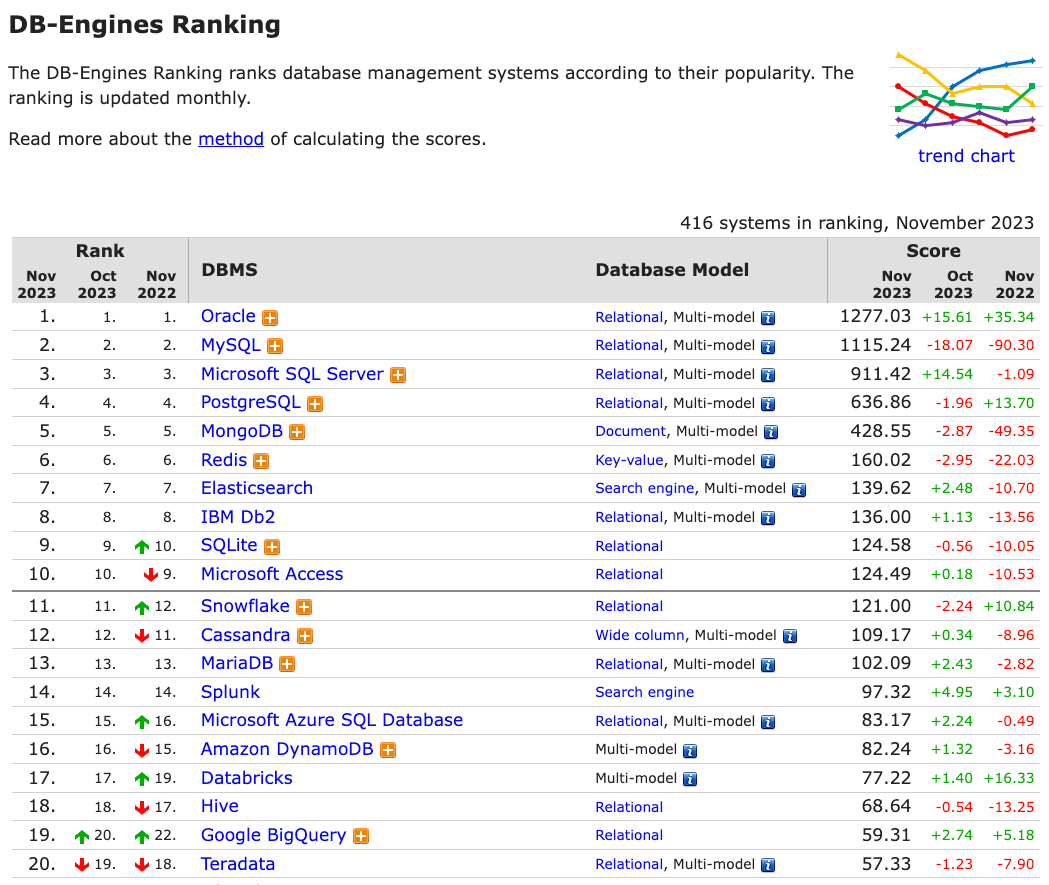 DB-Engines Ranking
The DB-Engines Ranking ranks database management systems according to their popularity. The
ranking is updated monthly.
Read more about the method of calculating the scores.
trend chart
416 systems in ranking, November 2023
Rank DBMS Database Model Score
Nov 2023 Oct 2023 Nov 2022 Nov 2023 Oct 2023 Nov 2022
1. 1. 1. Oracle Relational, Multi-model 1277.03 +15.61 +35.34
2. 2. 2. MySQL Relational, Multi-model 1115.24 -18.07 -90.30
3. 3. 3. Microsoft SQL Server Relational, Multi-model 911.42 +14.54 -1.09
4. 4. 4. PostgreSQL Relational, Multi-model 636.86 -1.96 +13.70
5. 5. 5. MongoDB Document, Multi-model 428.55 -2.87 -49.35
6. 6. 6. Redis Key-value, Multi-model 160.02 -2.95 -22.03
7. 7. 7. Elasticsearch Search engine, Multi-model 139.62 +2.48 -10.70
8. 8. 8. IBM Db2 Relational, Multi-model 136.00 +1.13 -13.56
9. 9. 10. SQLite Relational 124.58 -0.56 -10.05
10. 10. 9. Microsoft Access Relational 124.49 +0.18 -10.53
11. 11. 12. Snowflake Relational 121.00 -2.24 +10.84
12. 12. 11. Cassandra Wide column, Multi-model 109.17 +0.34 -8.96
13. 13. 13. MariaDB Relational, Multi-model 102.09 +2.43 -2.82
14. 14. 14. Splunk Search engine 97.32 +4.95 +3.10
15. 15. 16. Microsoft Azure SQL Database Relational, Multi-model 83.17 +2.24 -0.49
16. 16. 15. Amazon DynamoDB Multi-model 82.24 +1.32 -3.16
17. 17. 19. Databricks Multi-model 77.22 +1.40 +16.33
18. 18. 17. Hive Relational 68.64 -0.54 -13.25
19. 20. 22. Google BigQuery Relational 59.31 +2.74 +5.18
20. 19. 18. Teradata Relational, Multi-model 57.33 -1.23 -7.90